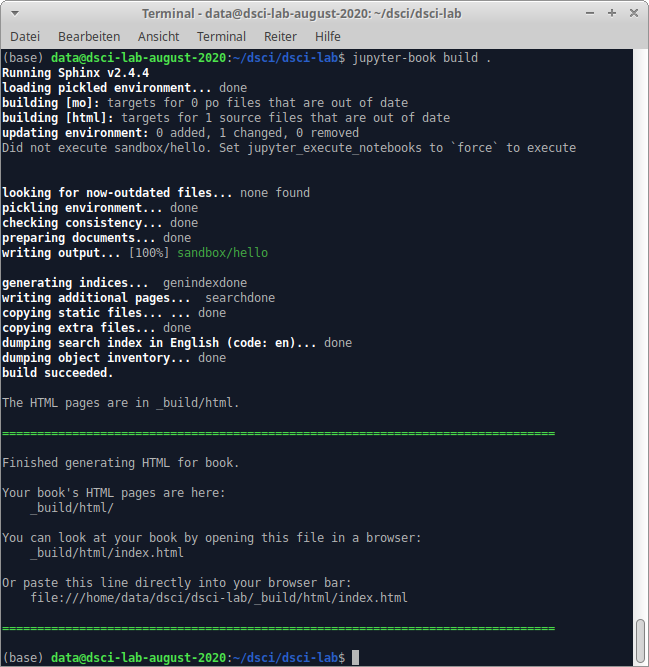 Terminal - data@dsci-lab-august-2020: ~/dsci/dsci-lab
Datei Bearbeiten Ansicht Terminal Reiter Hilfe
(base) data@dsci-lab-august-2020:~/dsci/dsci-lab$ jupyter-book build .
Running Sphinx v2.4.4
loading pickled environment... done
building [mo]: targets for 0 po files that are out of date
building [html]: targets for 1 source files that are out of date
updating environment: 0 added, 1 changed, 0 removed
Did not execute sandbox/hello. Set jupyter_execute_notebooks to `force` to execute
looking for now-outdated files... none found
pickling environment... done
checking consistency... done
preparing documents... done
writing output... [100%] sandbox/hello
generating indices...  genindexdone
writing additional pages...  searchdone
copying static files... ... done
copying extra files... done
dumping search index in English (code: en)... done
dumping object inventory... done
build succeeded.
The HTML pages are in _build/html.
===============================================================================
Finished generating HTML for book.
Your book's HTML pages are here:
    _build/html/
You can look at your book by opening this file in a browser:
    _build/html/index.html
Or paste this line directly into your browser bar:
    file:///home/data/dsci/dsci-lab/_build/html/index.html
===============================================================================
(base) data@dsci-lab-august-2020:~/dsci/dsci-lab$